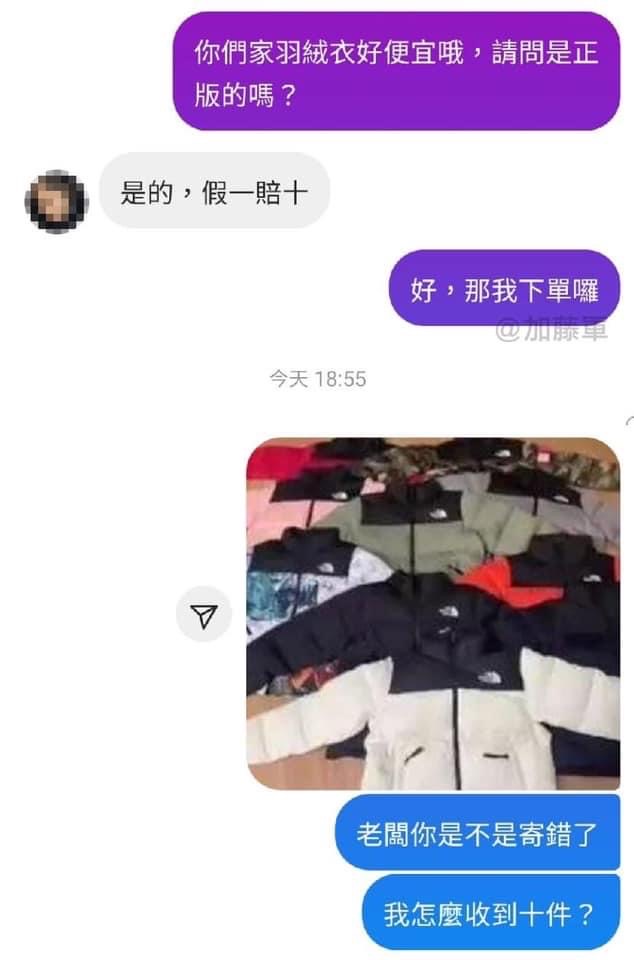 你們家羽絨衣好便宜哦，請問是正
版的嗎？
是的，假一賠十
好，那我下單囉
@加藤軍
今天 18:55
老闆你是不是寄錯了
我怎麼收到十件？